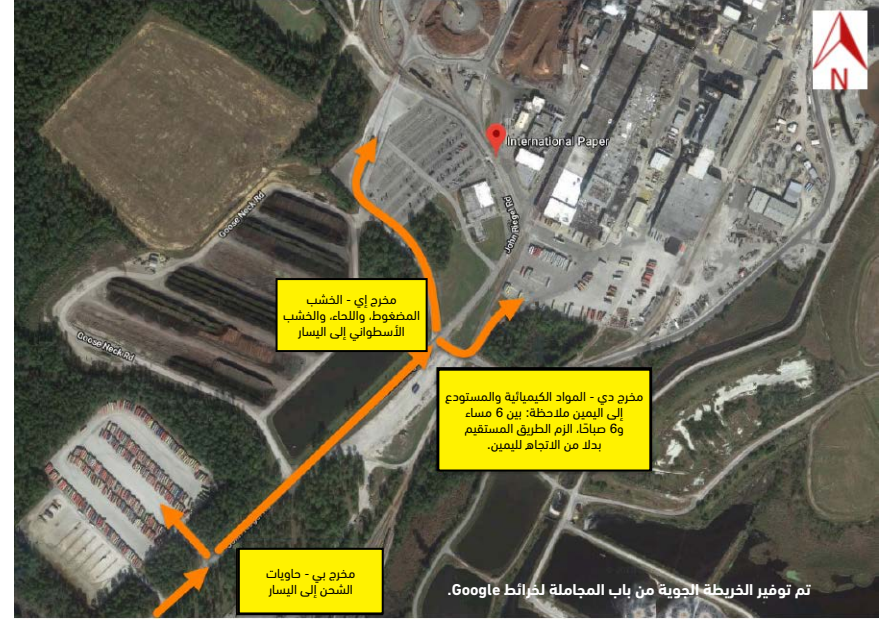 N
International Paper
John Riegel Rd
Goose Neck Rd
مخرج إي - الخشب
المضغوط، واللحاء، والخشب
الأسطواني إلى اليسار
Goose Neck Rd
مخرج دي - المواد الكيميائية والمستودع
إلى اليمين ملاحظة: بين 6 مساء
و6 صباحًا، الزم الطريق المستقيم
بدلا من الاتجاه لليمين.
مخرج بي - حاويات
الشحن إلى اليسار
تم توفير الخريطة الجوية من باب المجاملة لخرائط Google.